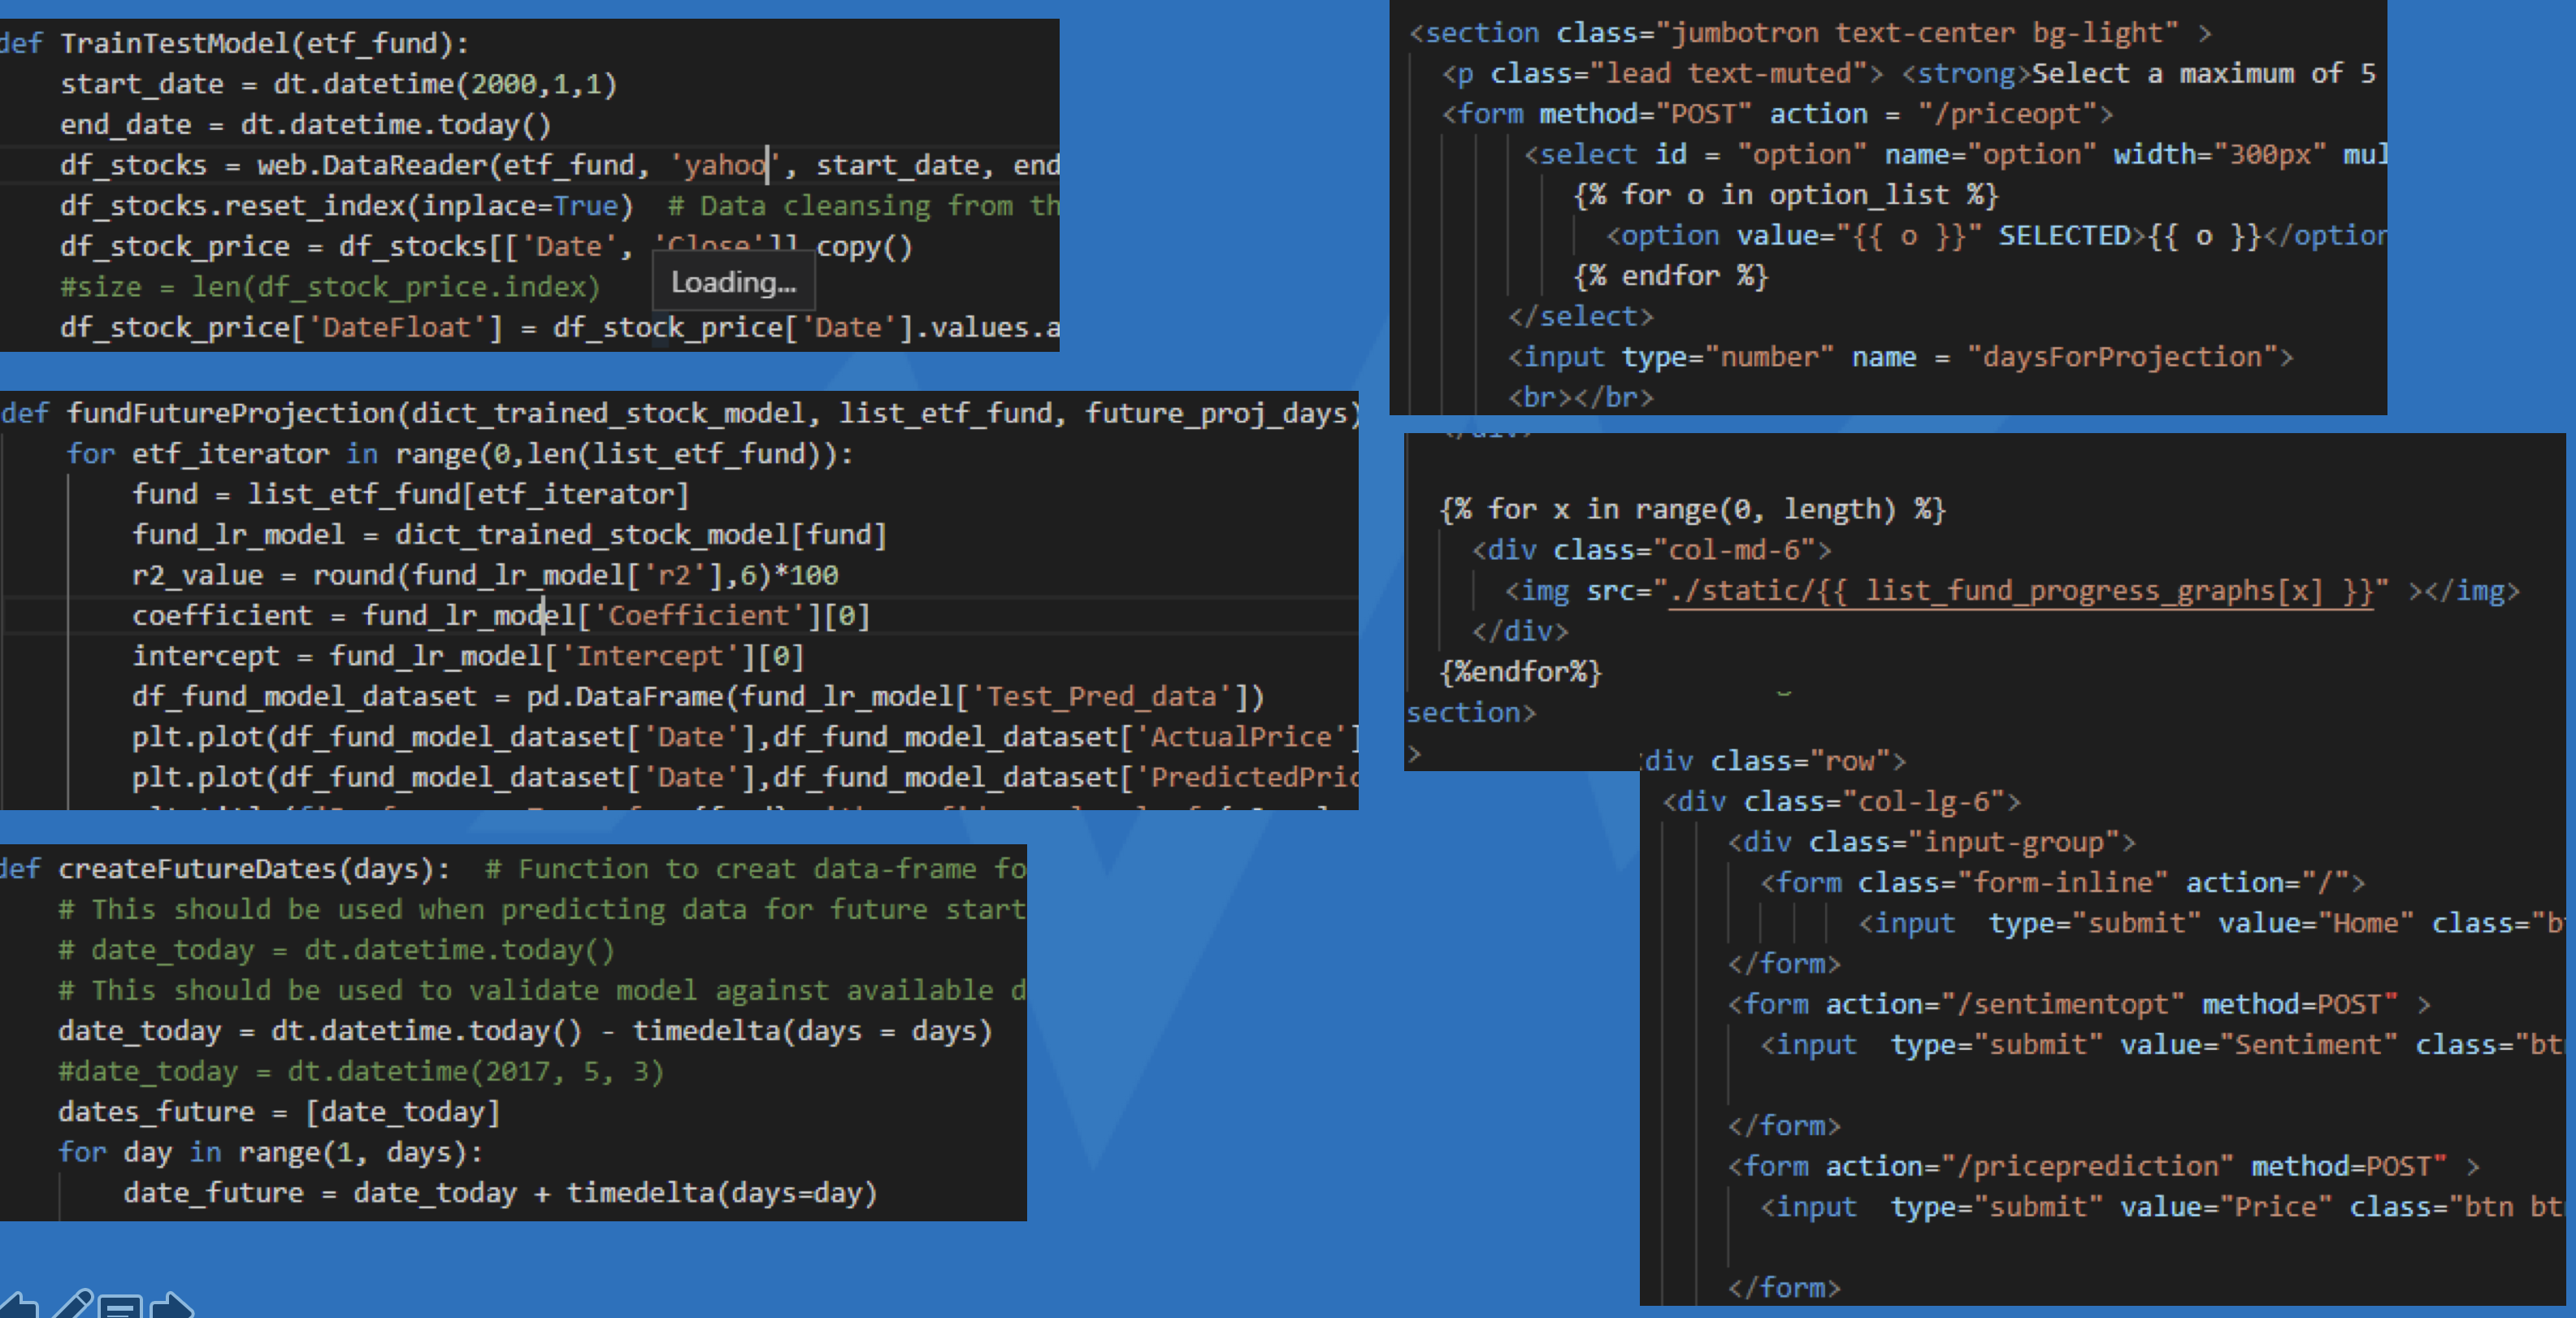 def TrainTestModel(etf_fund):
start_date = dt.datetime(2000,1,1)
end_date = dt.datetime.today()
df_stocks = web.DataReader(etf_fund, 'yahoo', start_date, end
df_stocks.reset_index(inplace=True)  # Data cleansing from th
df_stock_price = df_stocks[['Date', 'Close']].copy()
#size = len(df_stock_price.index)
Loading...
df_stock_price['DateFloat'] = df_stock_price['Date'].values.a
def fundFutureProjection(dict_trained_stock_model, list_etf_fund, future_proj_days)
for etf_iterator in range(0,len(list_etf_fund)):
fund = list_etf_fund[etf_iterator]
fund_lr_model = dict_trained_stock_model[fund]
r2_value = round(fund_lr_model['r2'],6)*100
coefficient = fund_lr_model['Coefficient'][0]
intercept = fund_lr_model['Intercept'][0]
df_fund_model_dataset = pd.DataFrame(fund_lr_model['Test_Pred_data'])
plt.plot(df_fund_model_dataset['Date'],df_fund_model_dataset['ActualPrice']
plt.plot(df_fund_model_dataset['Date'],df_fund_model_dataset['PredictedPric
def createFutureDates(days):  # Function to creat data-frame fo
# This should be used when predicting data for future start
# date_today = dt.datetime.today()
# This should be used to validate model against available d
date_today = dt.datetime.today() - timedelta(days = days)
#date_today = dt.datetime(2017, 5, 3)
dates_future = [date_today]
for day in range(1, days):
date_future = date_today + timedelta(days=day)
<section class="jumbotron text-center bg-light" >
<p class="lead text-muted"> <strong>Select a maximum of 5
<form method="POST" action = "/priceopt">
<select id = "option" name="option" width="300px" mul
{% for o in option_list %}
<option value="{{ o }}" SELECTED>{{ o }}</option
{% endfor %}
</select>
<input type="number" name = "daysForProjection">
<br></br>
</div>
{% for x in range(0, length) %}
<div class="col-md-6">
<img src="./static/{{ list_fund_progress_graphs[x] }}" ></img>
</div>
{%endfor%}
section>
>
div class="row">
<div class="col-lg-6">
<div class="input-group">
<form class="form-inline" action="/">
<input  type="submit" value="Home" class="b
</form>
<form action="/sentimentopt" method=POST" >
<input  type="submit" value="Sentiment" class="bt
</form>
<form action="/priceprediction" method=POST" >
<input  type="submit" value="Price" class="btn bt
</form>